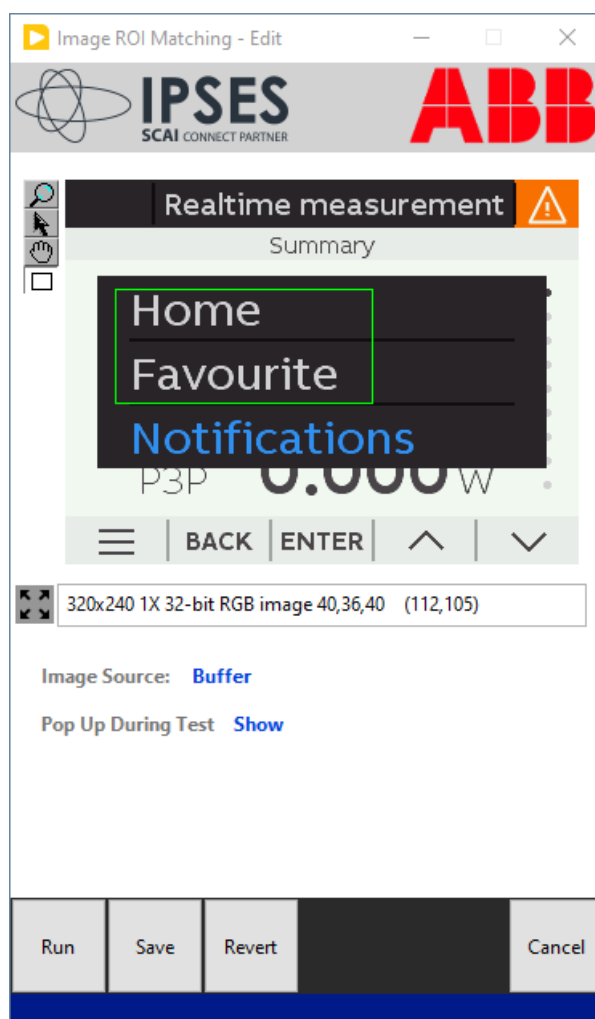 Image ROI Matching - Edit
IPSES
SCAI CONNECT PARTNER
ABB
Realtime measurement
Summary
Home
Favourite
Notifications
P3P 0.000 W
BACK ENTER
320x240 1X 32-bit RGB image 40,36,40 (112,105)
Image Source: Buffer
Pop Up During Test Show
Run Save Revert Cancel